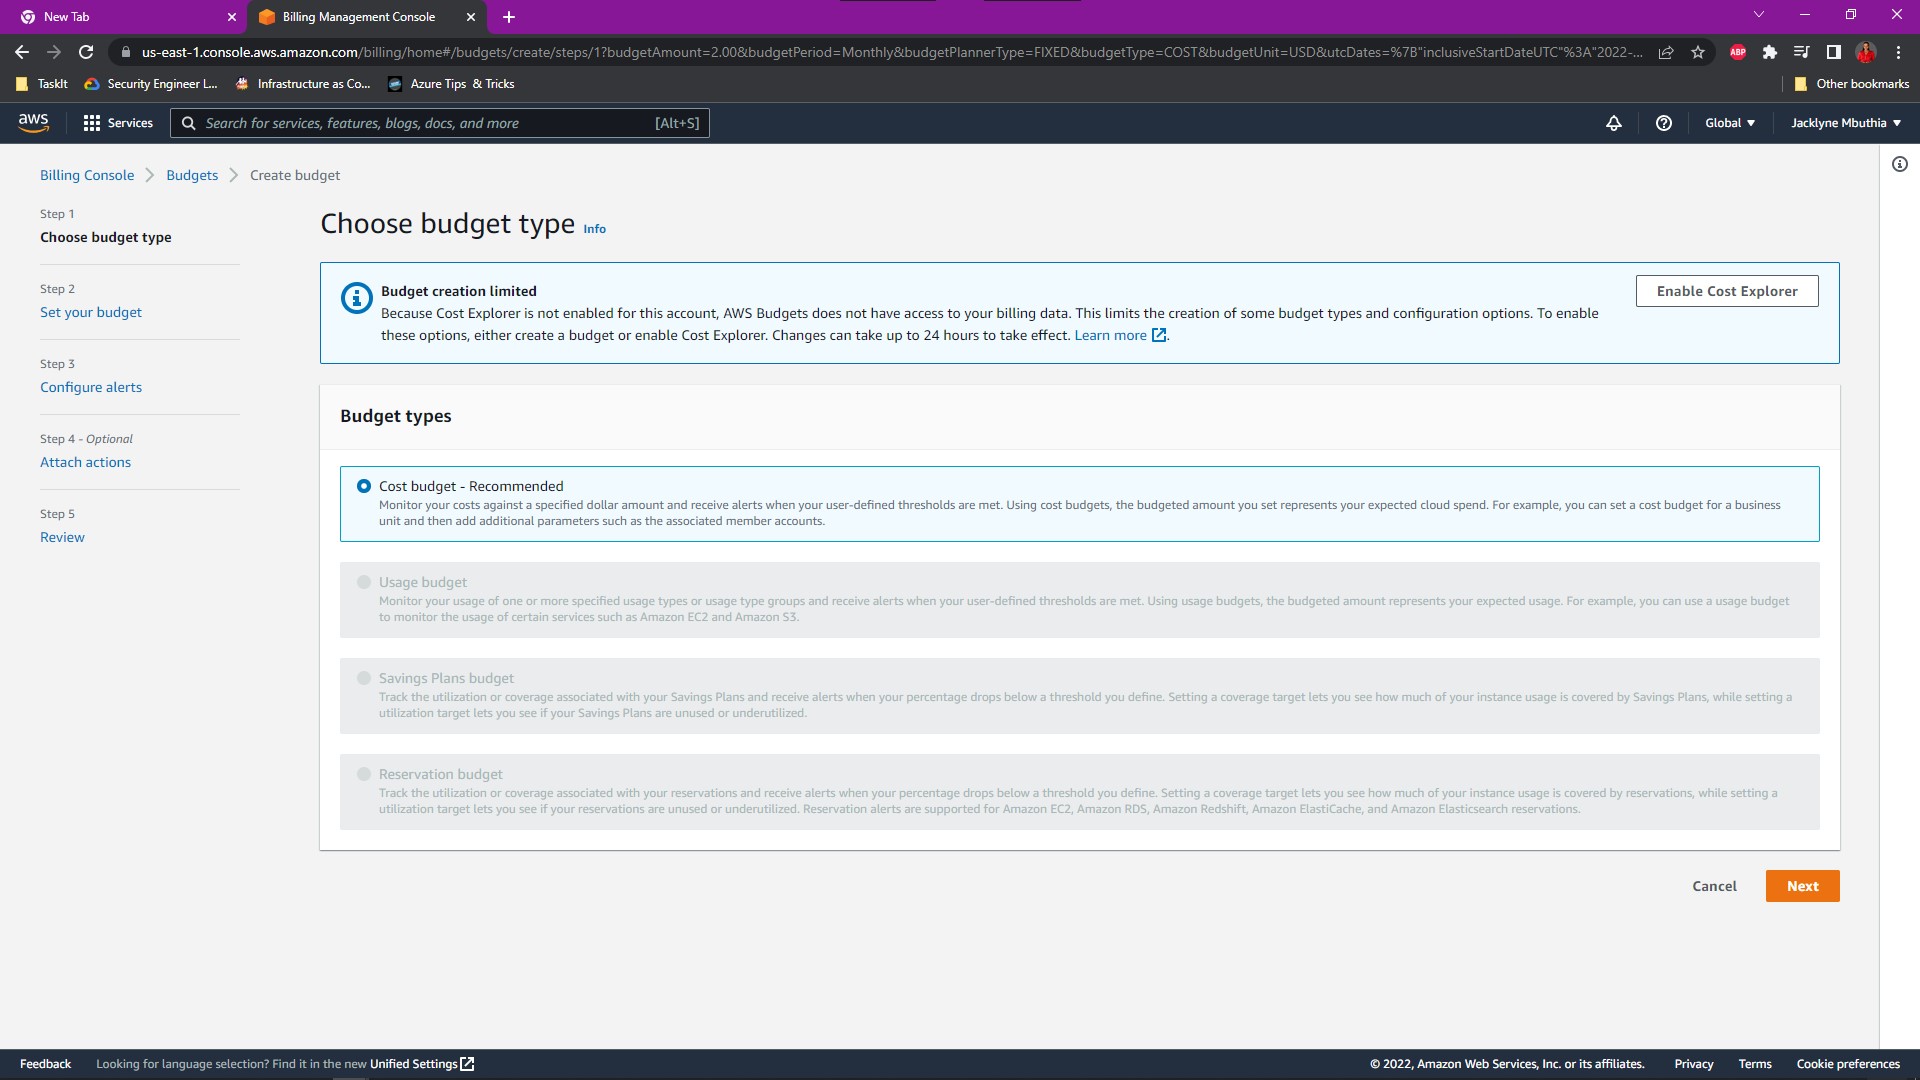 New Tab
Billing Management Console
us-east-1.console.aws.amazon.com/billing/home#/budgets/create/steps/1?budgetAmount=2.00&budgetPeriod=Monthly&budgetPlannerType=FIXED&budgetType=COST&budgetUnit=USD&utcDates=%7B"inclusiveStartDateUTC"%3A"2022-...
ABP
TaskIt
Security Engineer L...
Infrastructure as Co...
Azure Tips & Tricks
Other bookmarks
aws
Services
Search for services, features, blogs, docs, and more
[Alt+S]
Global
Jacklyne Mbuthia
Billing Console
Budgets
Create budget
Step 1
Choose budget type
Step 2
Set your budget
Step 3
Configure alerts
Step 4 - Optional
Attach actions
Step 5
Review
Choose budget type Info
Budget creation limited
Because Cost Explorer is not enabled for this account, AWS Budgets does not have access to your billing data. This limits the creation of some budget types and configuration options. To enable
these options, either create a budget or enable Cost Explorer. Changes can take up to 24 hours to take effect. Learn more.
Enable Cost Explorer
Budget types
Cost budget - Recommended
Monitor your costs against a specified dollar amount and receive alerts when your user-defined thresholds are met. Using cost budgets, the budgeted amount you set represents your expected cloud spend. For example, you can set a cost budget for a business
unit and then add additional parameters such as the associated member accounts.
Usage budget
Monitor your usage of one or more specified usage types or usage type groups and receive alerts when your user-defined thresholds are met. Using usage budgets, the budgeted amount represents your expected usage. For example, you can use a usage budget
to monitor the usage of certain services such as Amazon EC2 and Amazon S3.
Savings Plans budget
Track the utilization or coverage associated with your Savings Plans and receive alerts when your percentage drops below a threshold you define. Setting a coverage target lets you see how much of your instance usage is covered by Savings Plans, while setting a
utilization target lets you see if your Savings Plans are unused or underutilized.
Reservation budget
Track the utilization or coverage associated with your reservations and receive alerts when your percentage drops below a threshold you define. Setting a coverage target lets you see how much of your instance usage is covered by reservations, while setting a
utilization target lets you see if your reservations are unused or underutilized. Reservation alerts are supported for Amazon EC2, Amazon RDS, Amazon Redshift, Amazon ElastiCache, and Amazon Elasticsearch reservations.
Cancel
Next
Feedback
Looking for language selection? Find it in the new Unified Settings
© 2022, Amazon Web Services, Inc. or its affiliates.
Privacy
Terms
Cookie preferences